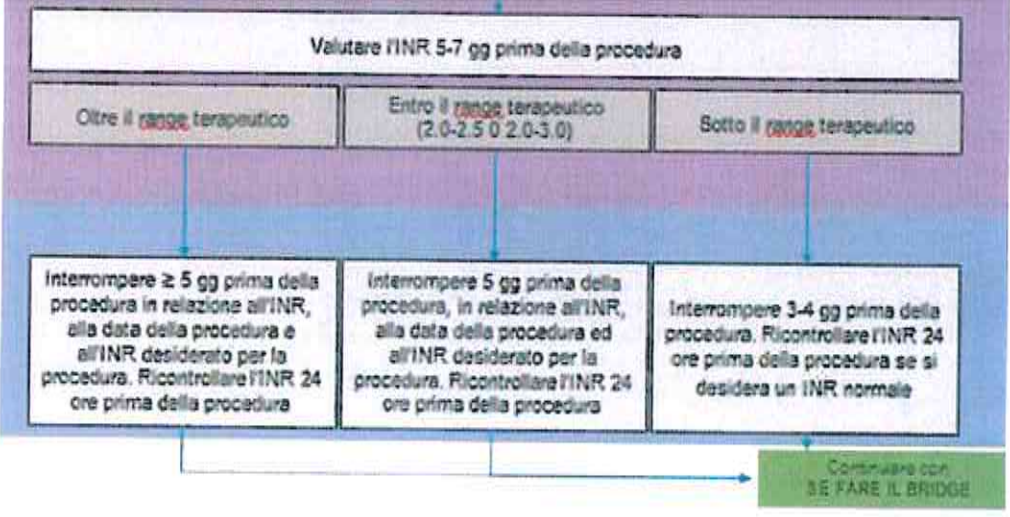 Valutare l'INR 5-7 gg prima della procedura
Oltre il range terapeutico
Entro il range terapeutico
(2.0-2.5 0 2.0-3.0)
Sotto il range terapeutico
Interrompere ≥ 5 gg prima della
procedura in relazione all'INR,
alla data della procedura e
all'INR desiderato per la
procedura. Ricontrollare l'INR 24
ore prima della procedura
Interrompere 5 gg prima della
procedura, in relazione all'INR,
alla data della procedura ed
all'INR desiderato per la
procedura. Ricontrollare l'INR 24
ore prima della procedura
Interrompere 3-4 gg prima della
procedura. Ricontrollare l'INR 24
ore prima della procedura se si
desidera un INR normale
Continuare con
SE FARE IL BRIDGE